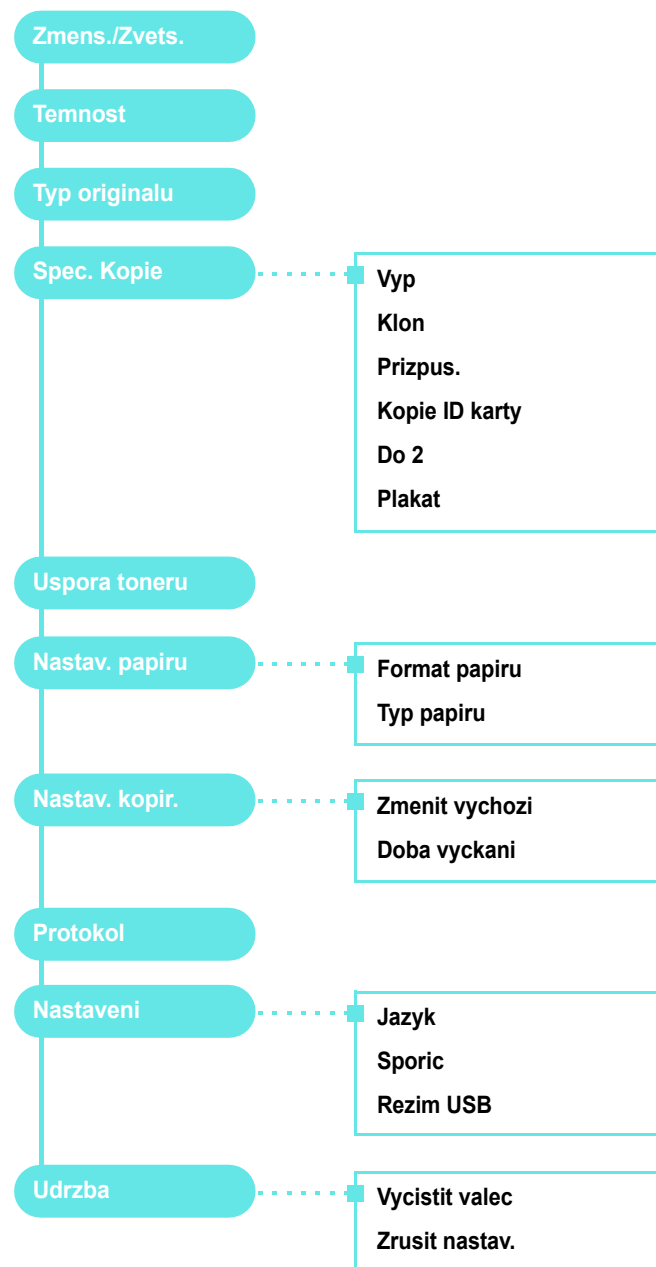 Zmens./Zvets.
Temnost
Typ originalu
Spec. Kopie
Vyp
Klon
Prizpus.
Kopie ID karty
Do 2
Plakat
Uspora toneru
Nastav. papiru
Format papiru
Typ papiru
Nastav. kopir.
Zmenit vychozi
Doba vyckani
Protokol
Nastaveni
Jazyk
Sporic
Rezim USB
Udrzba
Vycistit valec
Zrusit nastav.